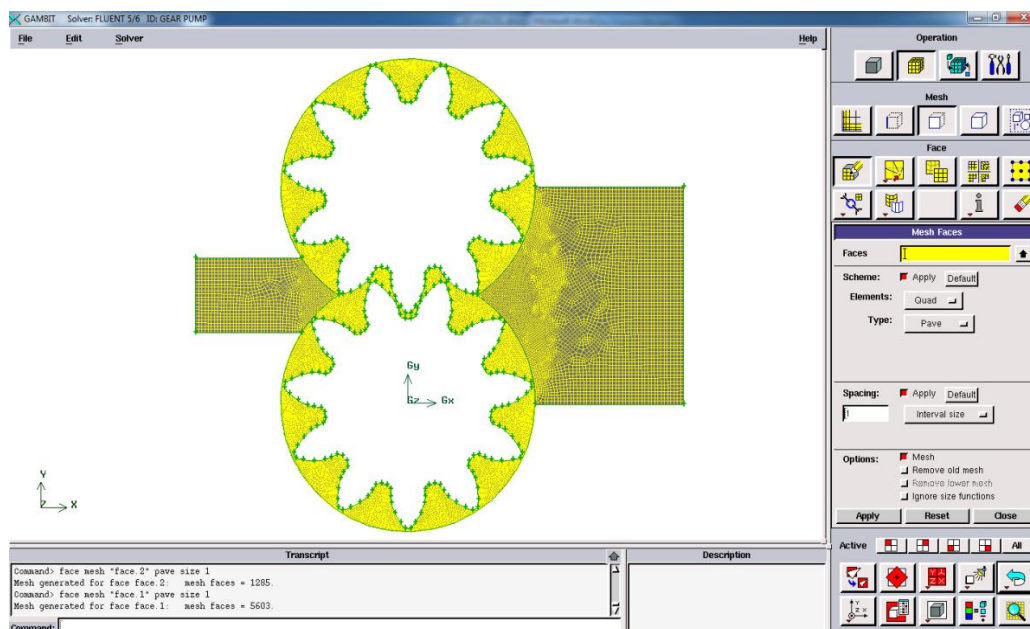 GAMBIT Solver: FLUENT 5/6 ID: GEAR PUMP
File Edit Solver Help
Operation
Mesh
Face
Mesh Faces
Faces
Scheme: Apply Default
Elements: Quad
Type: Pave
Spacing: Apply Default
1 Interval size
Options: Mesh
Remove old mesh
Remove lower mesh
Ignore size functions
Apply Reset Close
Gy
Gz Gx
Y
Z X
Transcript Description
Command> face mesh "face.2" pave size 1
Mesh generated for face face.2: mesh faces = 1285.
Command> face mesh "face.1" pave size 1
Mesh generated for face face.1: mesh faces = 5603.
Command:
Active All